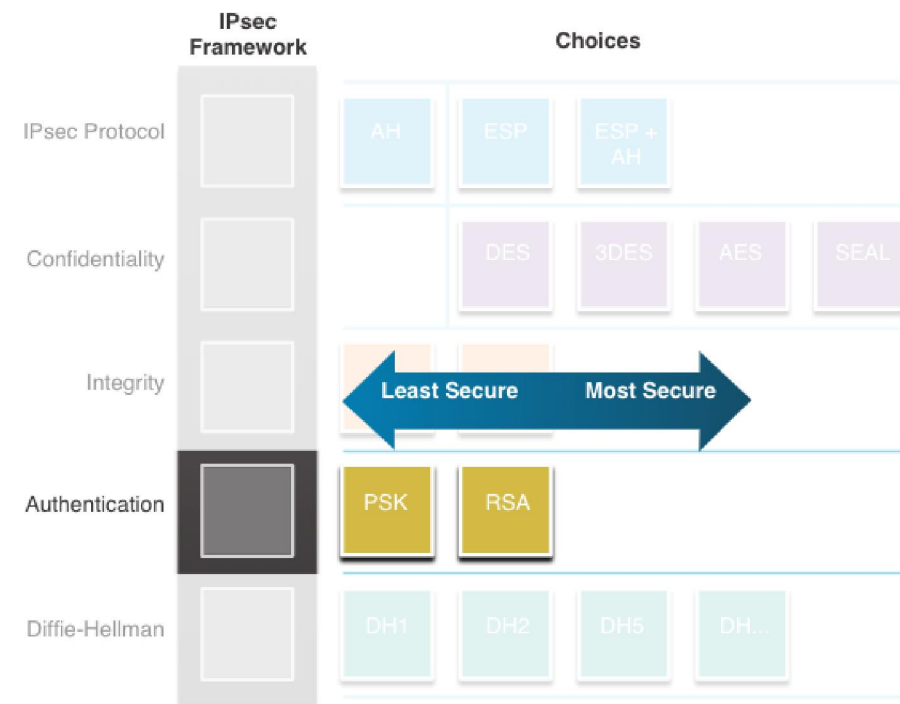 IPsec
Framework
Choices
IPsec Protocol
AH
ESP
ESP +
AH
Confidentiality
DES
3DES
AES
SEAL
Integrity
Least Secure
Most Secure
Authentication
PSK
RSA
Diffie-Hellman
DH1
DH2
DH5
DH...